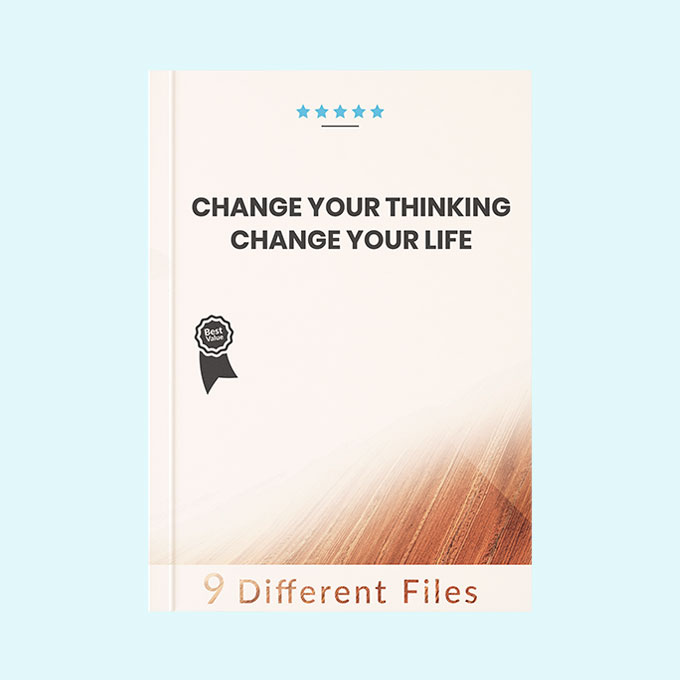 CHANGE YOUR THINKING
CHANGE YOUR LIFE
Best
Value
9 Different Files